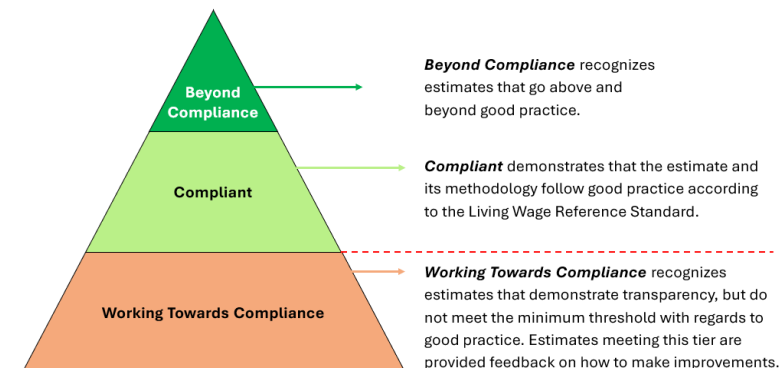 Beyond
Compliance
Beyond Compliance recognizes
estimates that go above and
beyond good practice.
Compliant
Compliant demonstrates that the estimate and
its methodology follow good practice according
to the Living Wage Reference Standard.
Working Towards Compliance
Working Towards Compliance recognizes
estimates that demonstrate transparency, but do
not meet the minimum threshold with regards to
good practice. Estimates meeting this tier are
provided feedback on how to make improvements.